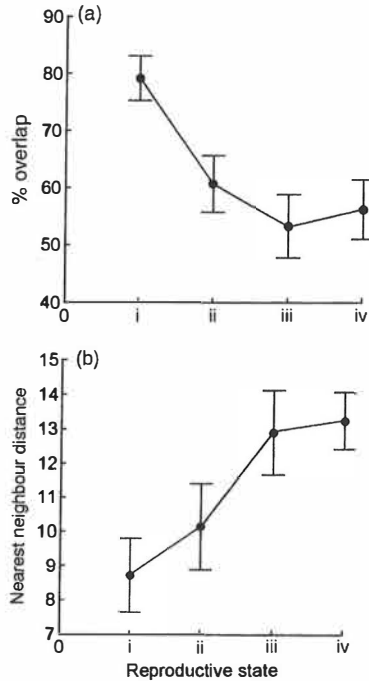 (a)
% overlap
90
80
70
60
50
40
0 i ii iii iv
(b)
Nearest neighbour distance
15
14
13
12
11
10
9
8
7
0 i ii iii iv
Reproductive state